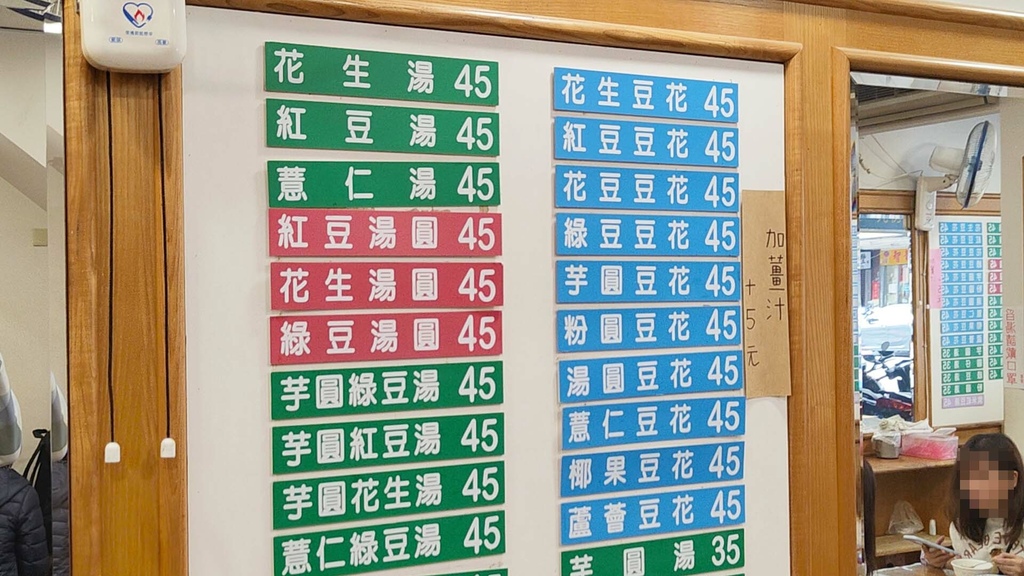 花生湯 45
紅豆湯 45
薏仁湯 45
紅豆湯圓 45
花生湯圓 45
綠豆湯圓 45
芋圓綠豆湯 45
芋圓紅豆湯 45
芋圓花生湯 45
薏仁綠豆湯 45
花生豆花 45
紅豆豆花 45
花豆豆花 45
綠豆豆花 45
芋圓豆花 45
粉圓豆花 45
湯圓豆花 45
薏仁豆花 45
椰果豆花 45
蘆薈豆花 45
芋圓湯 35
加薑汁
+5元